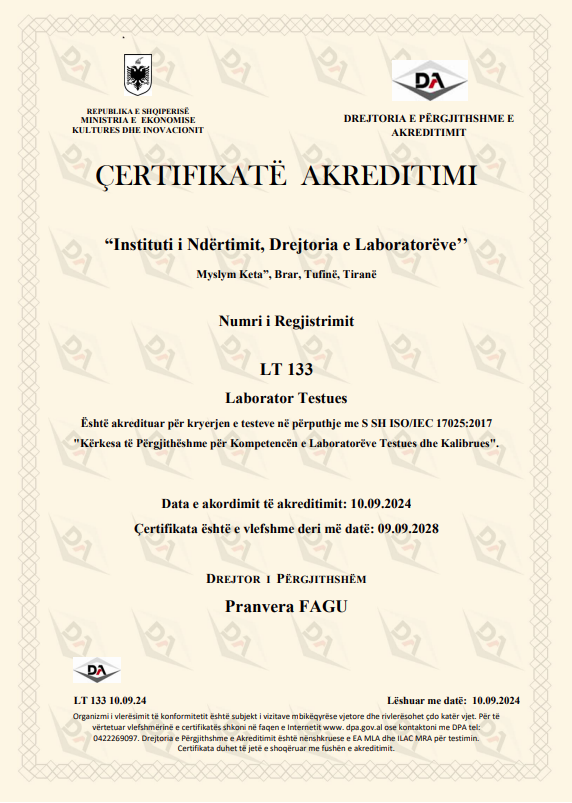 REPUBLIKA E SHQIPERISË
MINISTRIA E EKONOMISE
KULTURES DHE INOVACIONIT
DA
DREJTORIA E PËRGJITHSHME E
AKREDITIMIT
ÇERTIFIKATË AKREDITIMI
“Instituti i Ndërtimit, Drejtoria e Laboratorëve’’
Myslym Keta”, Brar, Tufinë, Tiranë
Numri i Regjistrimit
LT 133
Laborator Testues
Është akredituar për kryerjen e testeve në përputhje me S SH ISO/IEC 17025:2017
"Kërkesa të Përgjithëshme për Kompetencën e Laboratorëve Testues dhe Kalibrues".
Data e akordimit të akreditimit: 10.09.2024
Çertifikata është e vlefshme deri më datë: 09.09.2028
DREJTOR I PËRGJITHSHËM
Pranvera FAGU
DA
LT 133 10.09.24
Lëshuar me datë: 10.09.2024
Organizmi i vlerësimit të konformitetit është subjekt i vizitave mbikëqyrëse vjetore dhe rivlerësohet çdo katër vjet. Për të
vërtetuar vlefshmërinë e certifikatës shkoni në faqen e Internetit www. dpa.gov.al ose kontaktoni me DPA tel:
0422269097. Drejtoria e Përgjithshme e Akreditimit është nënshkruese e EA MLA dhe ILAC MRA për testimin.
Certifikata duhet të jetë e shoqëruar me fushën e akreditimit.